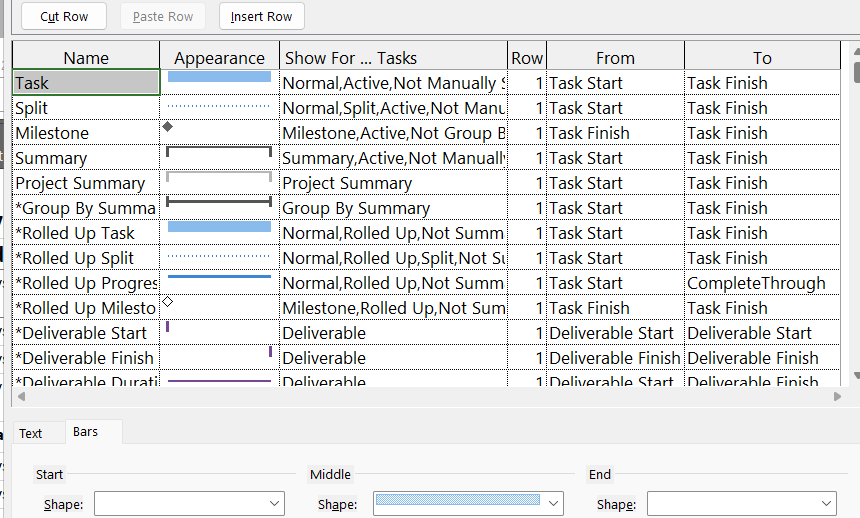 Cut Row Paste Row Insert Row
Name Appearance Show For ... Tasks Row From To
Task Normal,Active,Not Manually S 1 Task Start Task Finish
Split Normal,Split,Active,Not Manu 1 Task Start Task Finish
Milestone Milestone,Active,Not Group B 1 Task Finish Task Finish
Summary Summary,Active,Not Manually 1 Task Start Task Finish
Project Summary Project Summary 1 Task Start Task Finish
*Group By Summa Group By Summary 1 Task Start Task Finish
*Rolled Up Task Normal,Rolled Up,Not Summ 1 Task Start Task Finish
*Rolled Up Split Normal,Rolled Up,Split,Not Su 1 Task Start Task Finish
*Rolled Up Progres Normal,Rolled Up,Not Summ 1 Task Start CompleteThrough
*Rolled Up Milesto Milestone,Rolled Up,Not Sum 1 Task Finish Task Finish
*Deliverable Start Deliverable 1 Deliverable Start Deliverable Start
*Deliverable Finish Deliverable 1 Deliverable Finish Deliverable Finish
*Deliverable Durati Deliverable 1 Deliverable Start Deliverable Finish
Text Bars
Start Middle End
Shape: Shape: Shape: